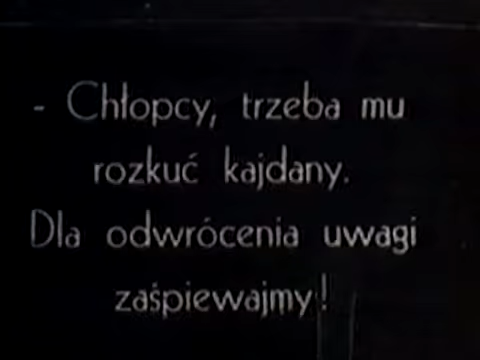 - Chłopcy, trzeba mu
rozkuć kajdany.
Dla odwrócenia uwagi
zaśpiewajmy!